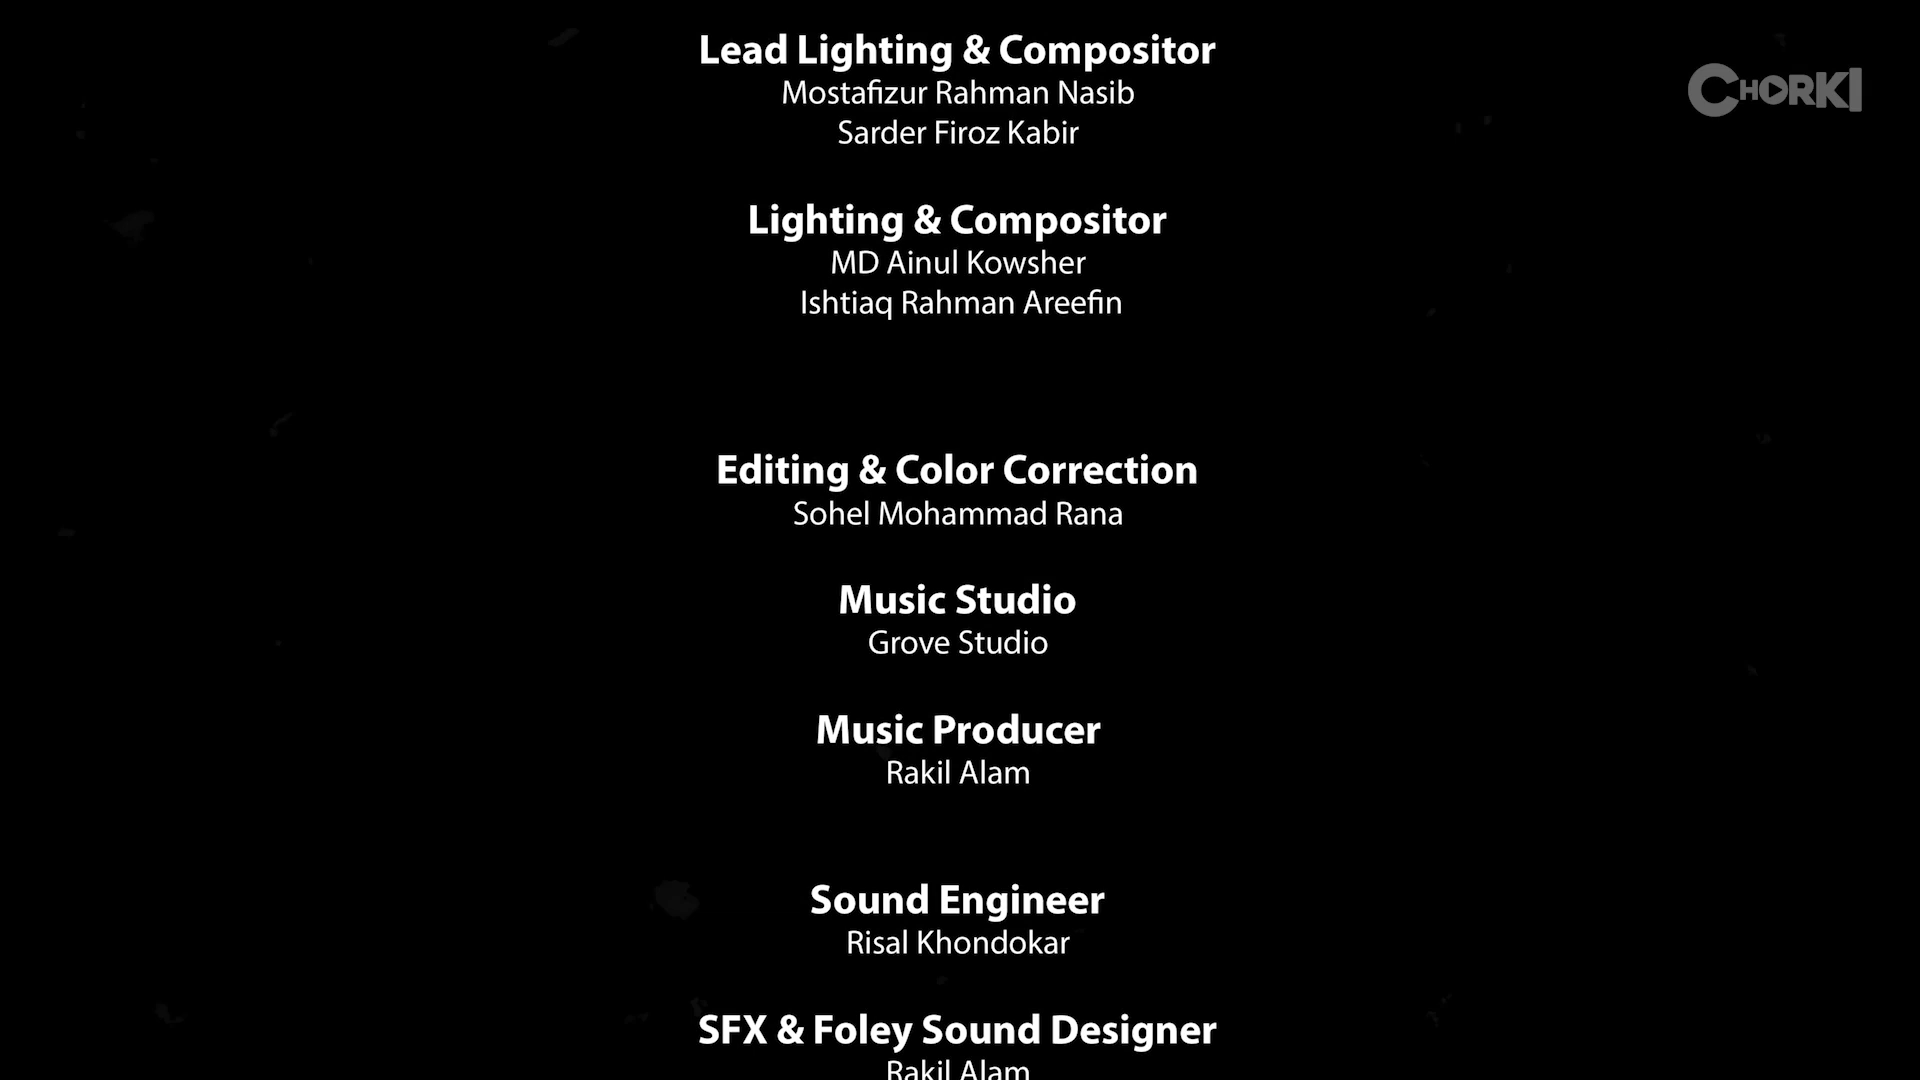 Lead Lighting & Compositor
Mostafizur Rahman Nasib
Sarder Firoz Kabir
CHORKI
Lighting & Compositor
MD Ainul Kowsher
Ishtiaq Rahman Areefin
Editing & Color Correction
Sohel Mohammad Rana
Music Studio
Grove Studio
Music Producer
Rakil Alam
Sound Engineer
Risal Khondokar
SFX & Foley Sound Designer
Rakil Alam